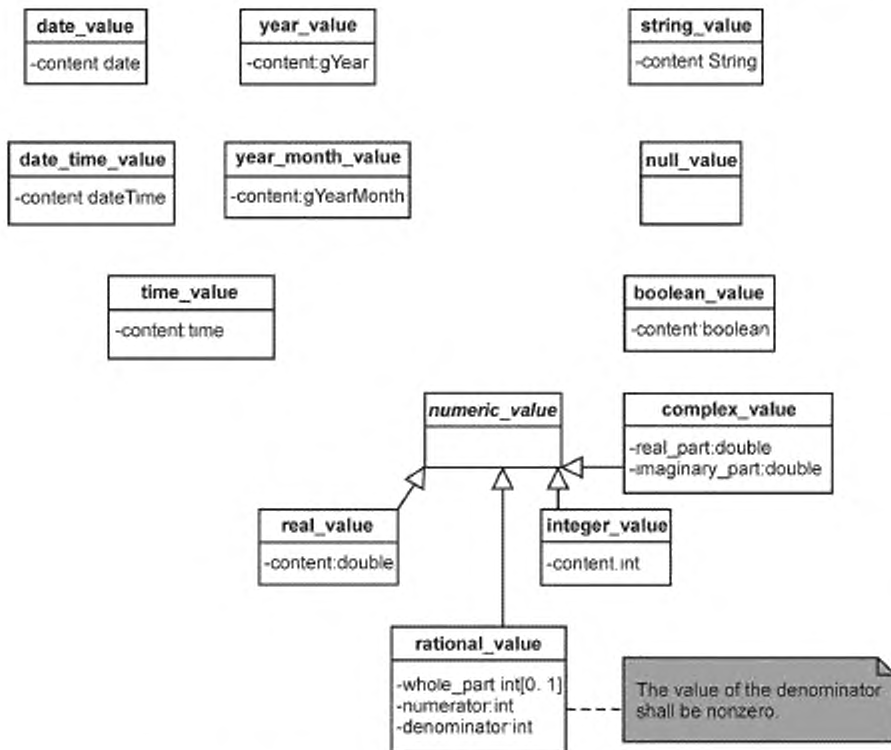 date_value
-content date
year_value
-content:gYear
string_value
-content String
date_time_value
-content dateTime
year_month_value
-content:gYearMonth
null_value
time_value
-content time
boolean_value
-content boolean
numeric_value
complex_value
-real_part:double
-imaginary_part:double
real_value
-content:double
integer_value
-content.int
rational_value
-whole_part int[0. 1]
-numerator:int
-denominator:int
The value of the denominator
shall be nonzero.